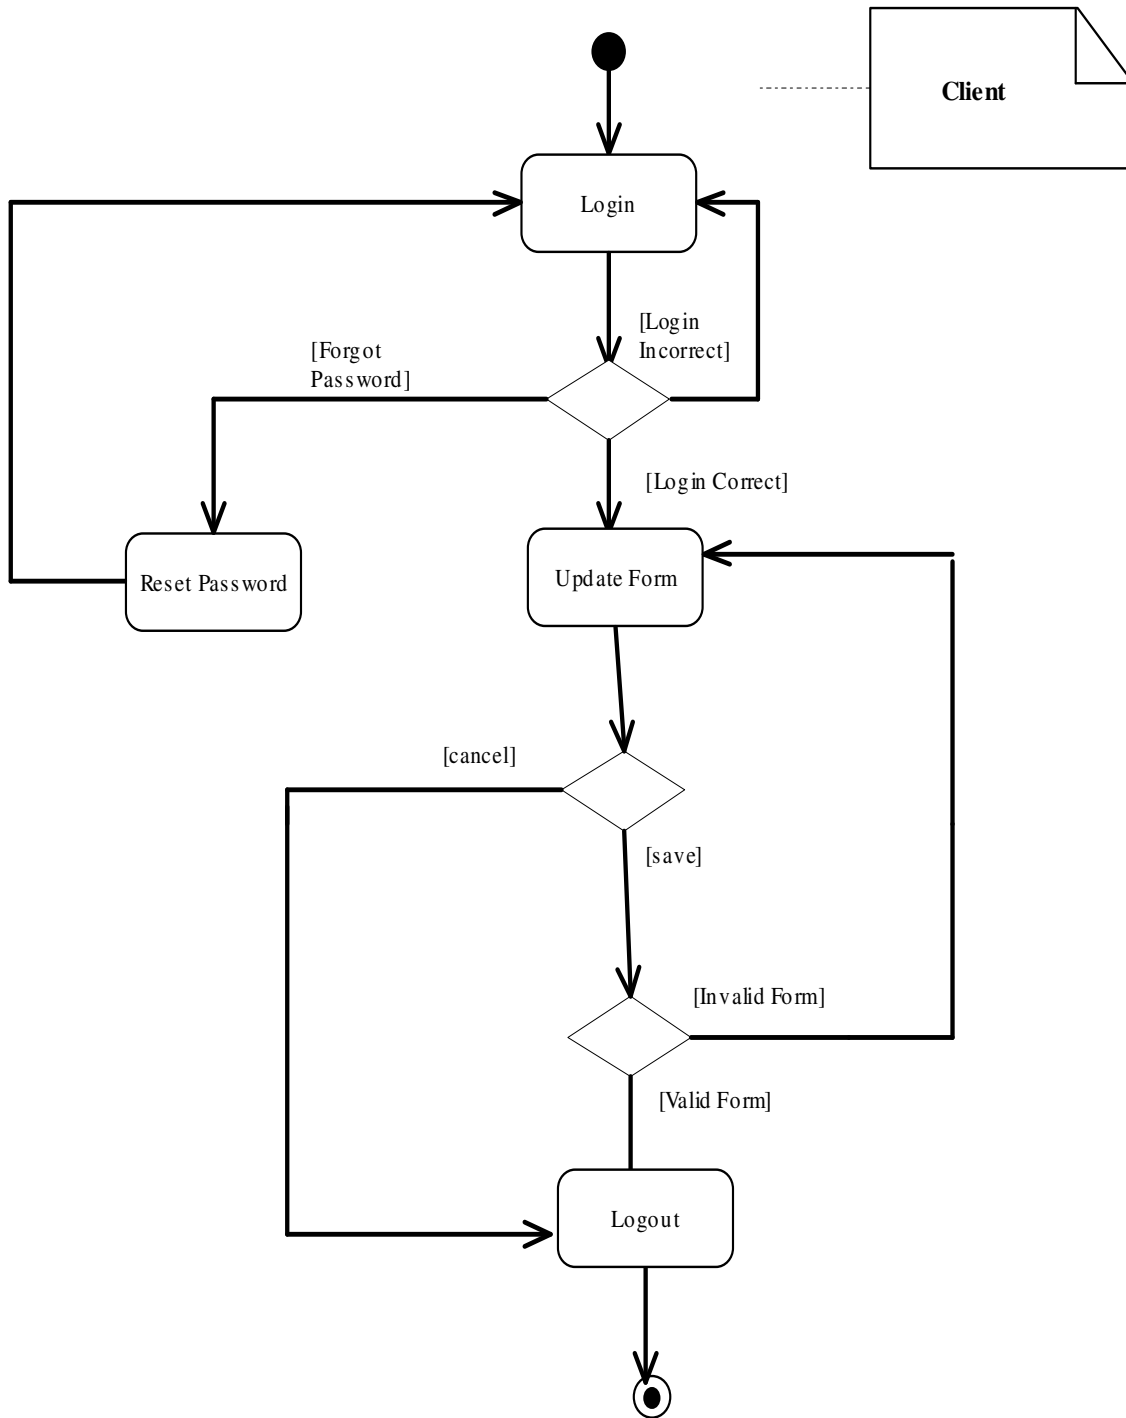 Client
Login
[Login
Incorrect]
[Forgot
Password]
[Login Correct]
Reset Password
Update Form
[cancel]
[save]
[Invalid Form]
[Valid Form]
Logout